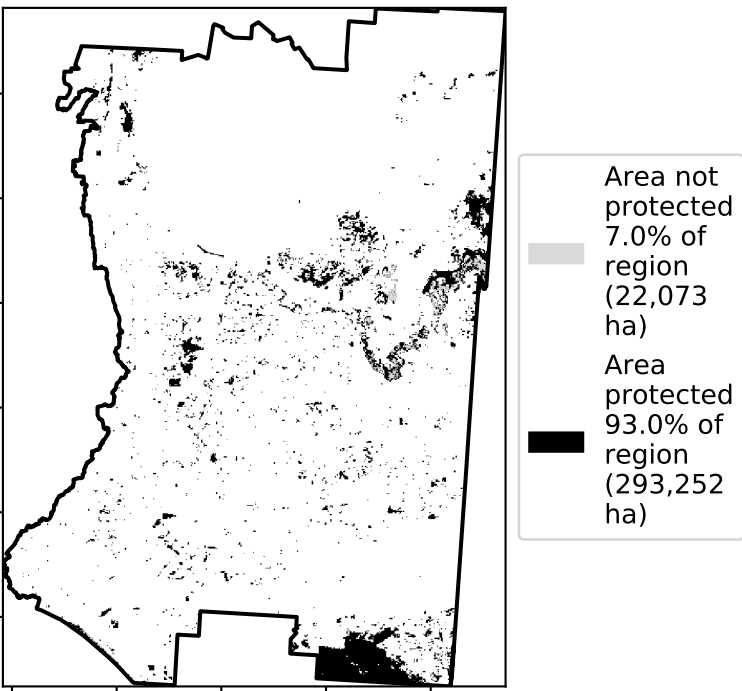 Area not
protected
7.0% of
region
(22,073
ha)
Area
protected
93.0% of
region
(293,252
ha)